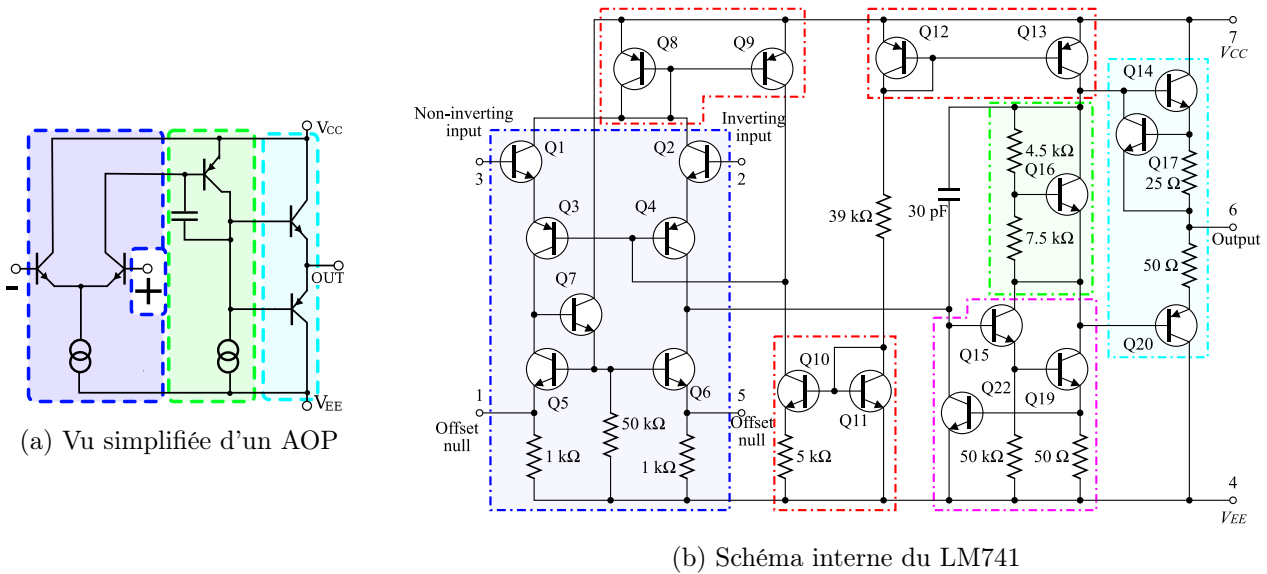 VCC
-
+
OUT
VEE
(a) Vu simplifiée d'un AOP
Q8
Q9
Q12
Q13
7
VCC
Non-inverting
input
Inverting
input
Q1
Q2
3
2
Q14
Q17
25 Ω
4.5 kΩ
Q16
7.5 kΩ
Q3
Q4
39 kΩ
30 pF
6
Output
50 Ω
Q7
Q15
Q20
Q10
Q11
Q22
Q19
1
Offset
null
Q5
Q6
5
Offset
null
50 kΩ
1 kΩ
1 kΩ
5 kΩ
50 kΩ
50 Ω
4
VEE
(b) Schéma interne du LM741